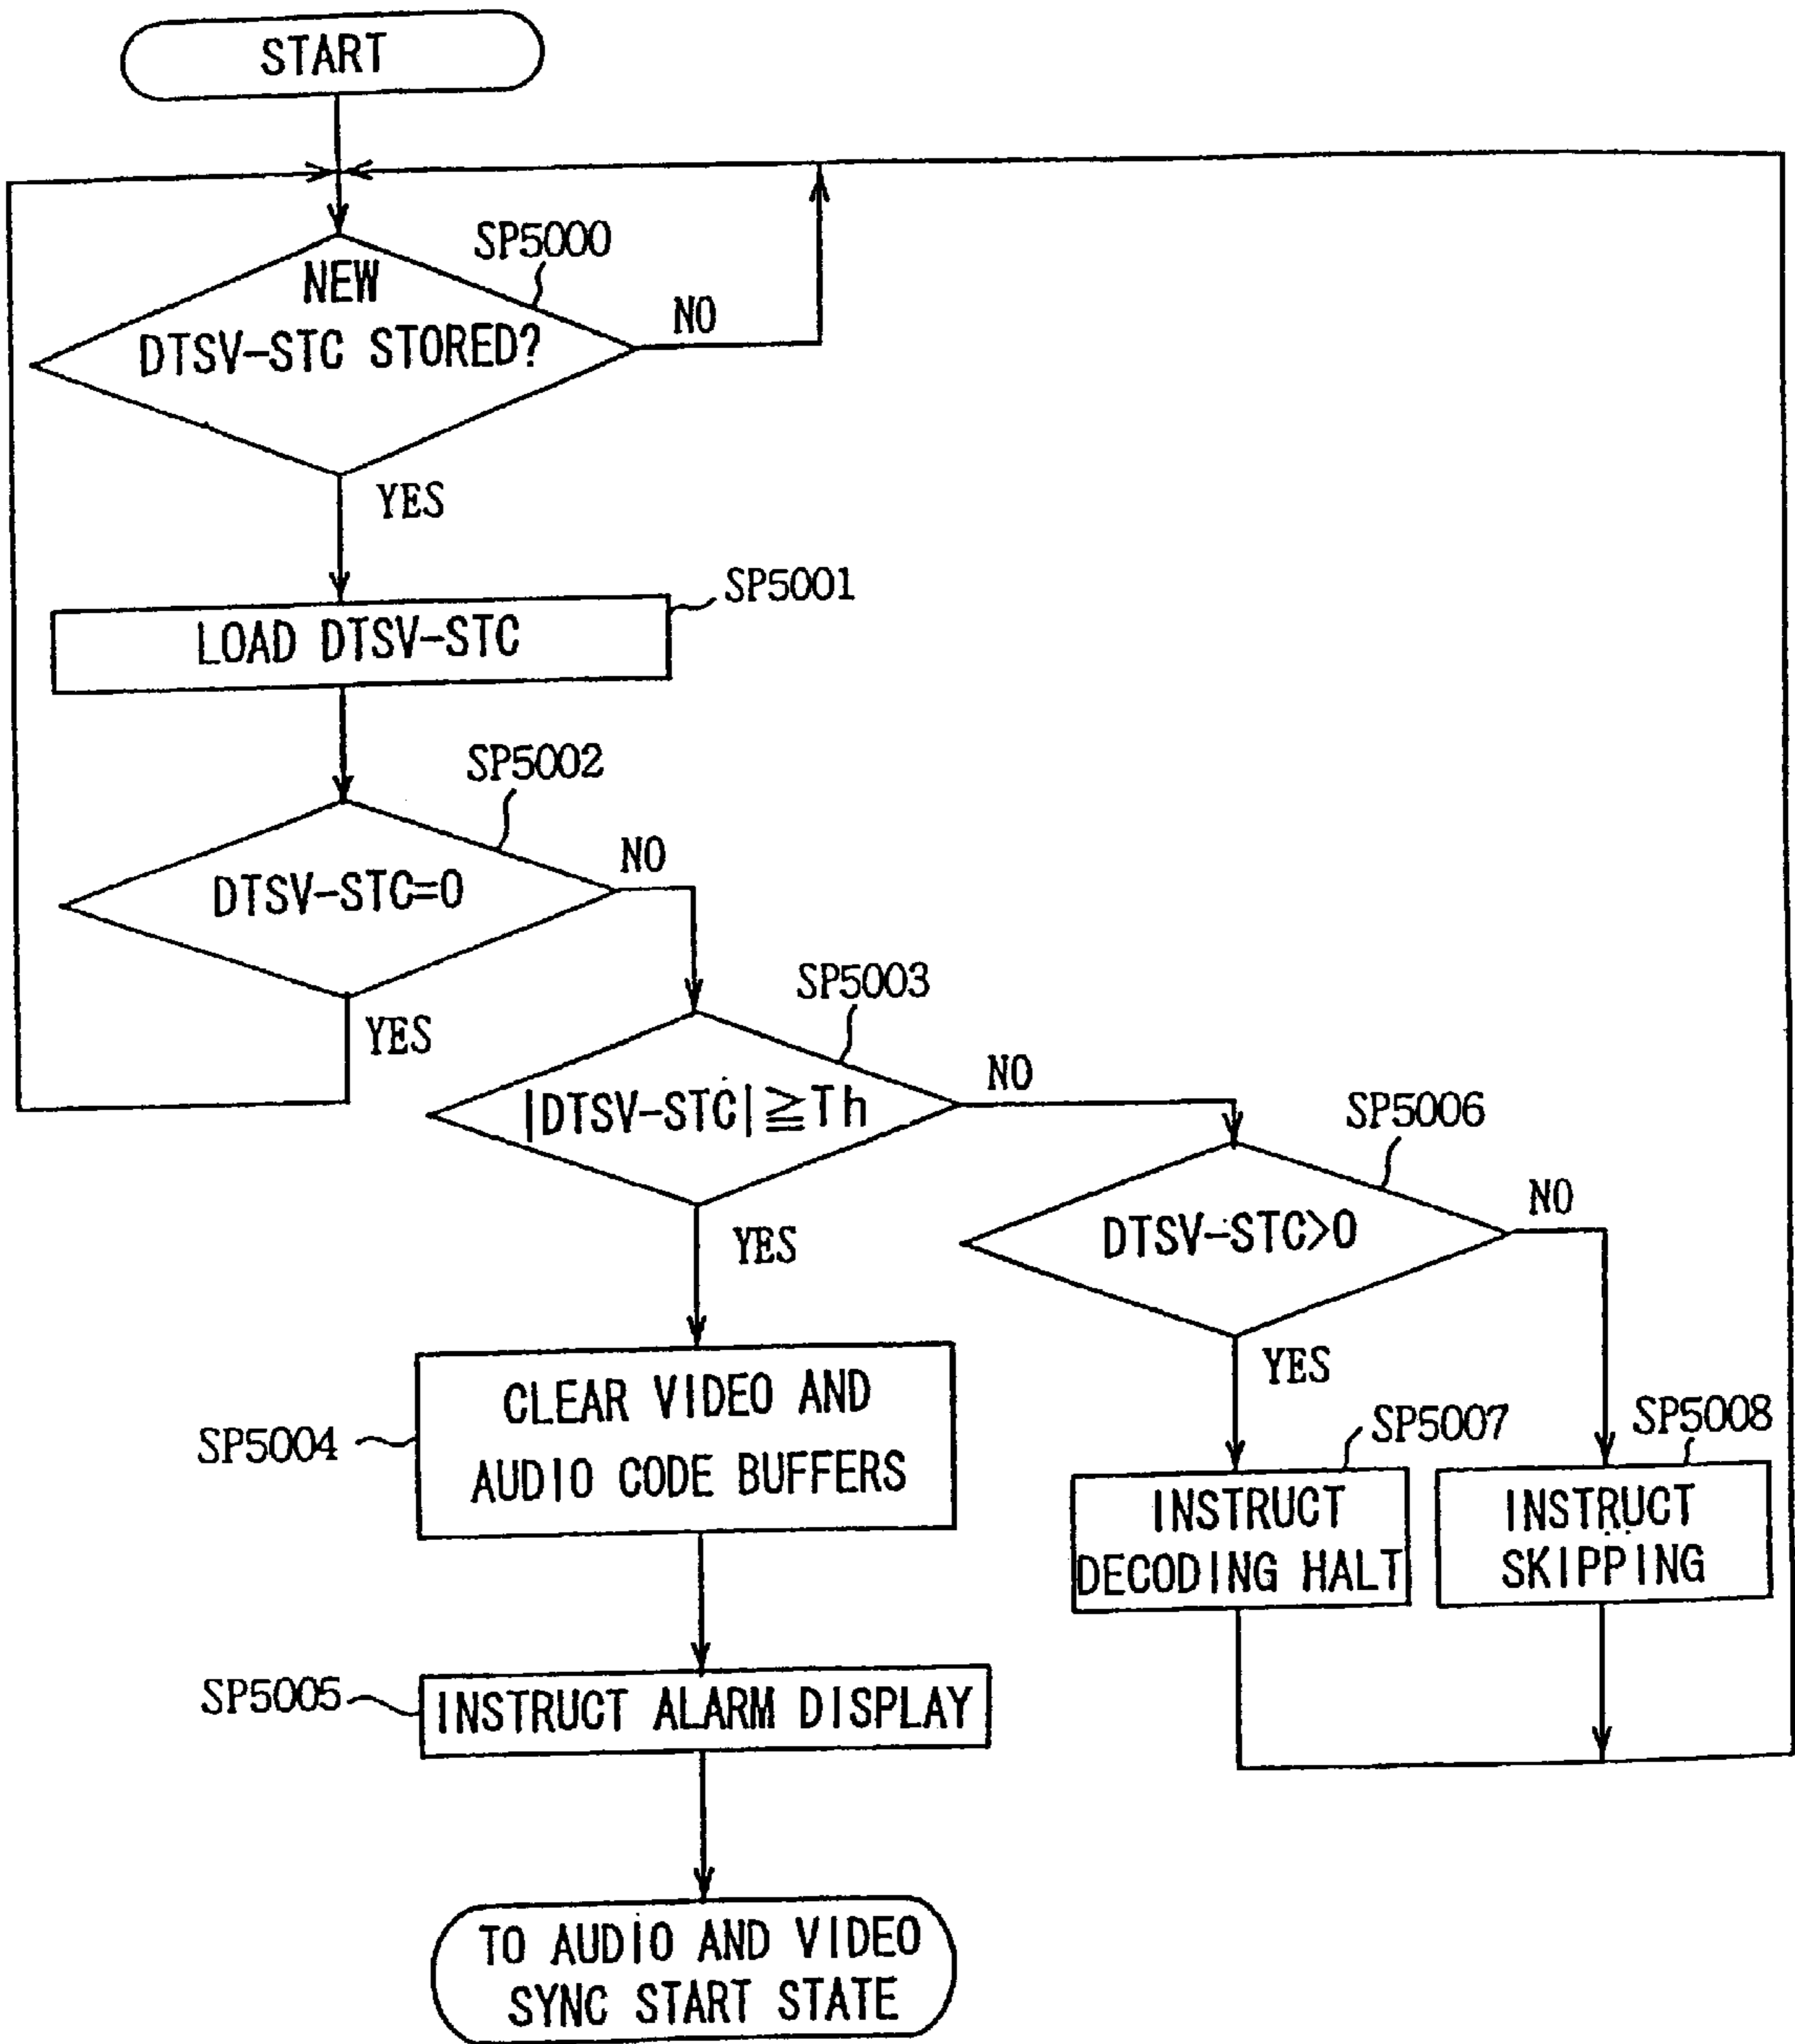 START
SP5000
NEW
DTSV-STC STORED?
NO
YES
SP5001
LOAD DTSV-STC
SP5002
NO
DTSV-STC=0
YES
SP5003
NO
|DTSV-STC|≧Th
YES
SP5006
NO
DTSV-STC>0
YES
SP5004
CLEAR VIDEO AND
AUDIO CODE BUFFERS
SP5007
INSTRUCT
DECODING HALT
SP5008
INSTRUCT
SKIPPING
SP5005
INSTRUCT ALARM DISPLAY
TO AUDIO AND VIDEO
SYNC START STATE